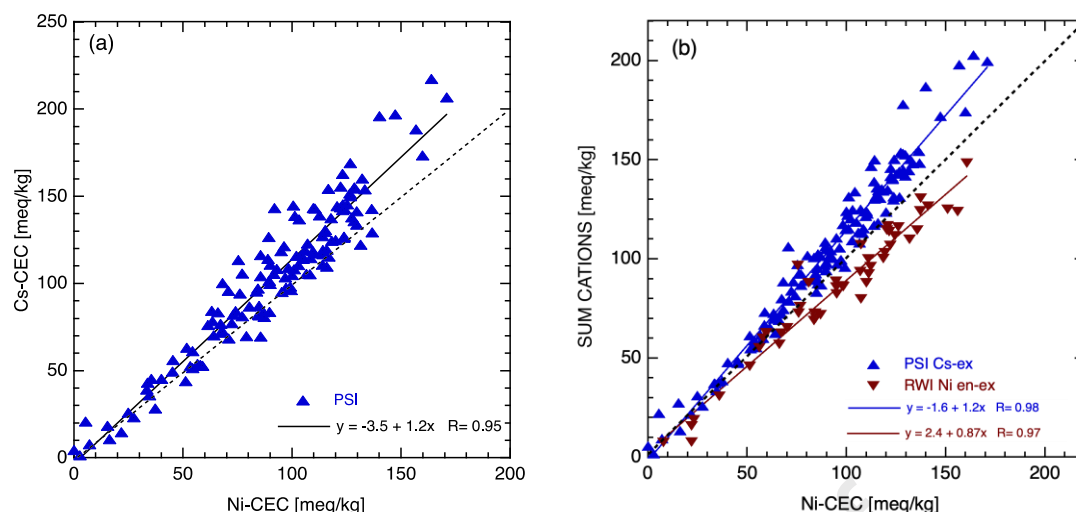 (a)
250
200
150
100
50
0
Cs-CEC [meq/kg]
PSI
y = -3.5 + 1.2x R= 0.95
0 50 100 150 200
Ni-CEC [meq/kg]
(b)
200
150
100
50
0
SUM CATIONS [meq/kg]
PSI Cs-ex
RWI Ni en-ex
y = -1.6 + 1.2x R= 0.98
y = 2.4 + 0.87x R= 0.97
0 50 100 150 200
Ni-CEC [meq/kg]